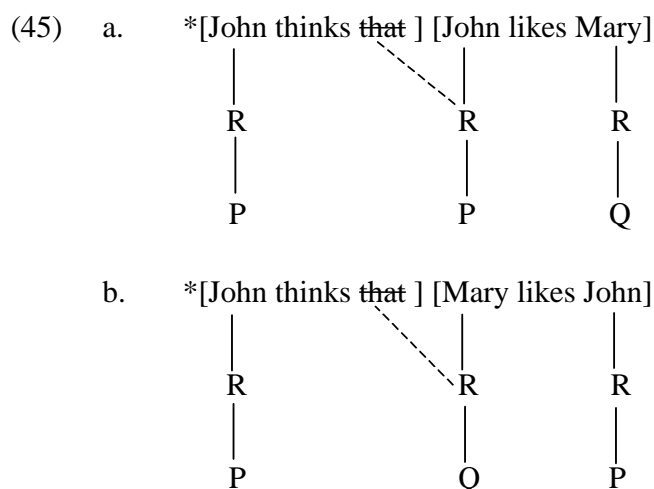 (45) a. *[John thinks that ] [John likes Mary]
R R R
P P Q
b. *[John thinks that ] [Mary likes John]
R R R
P Q P